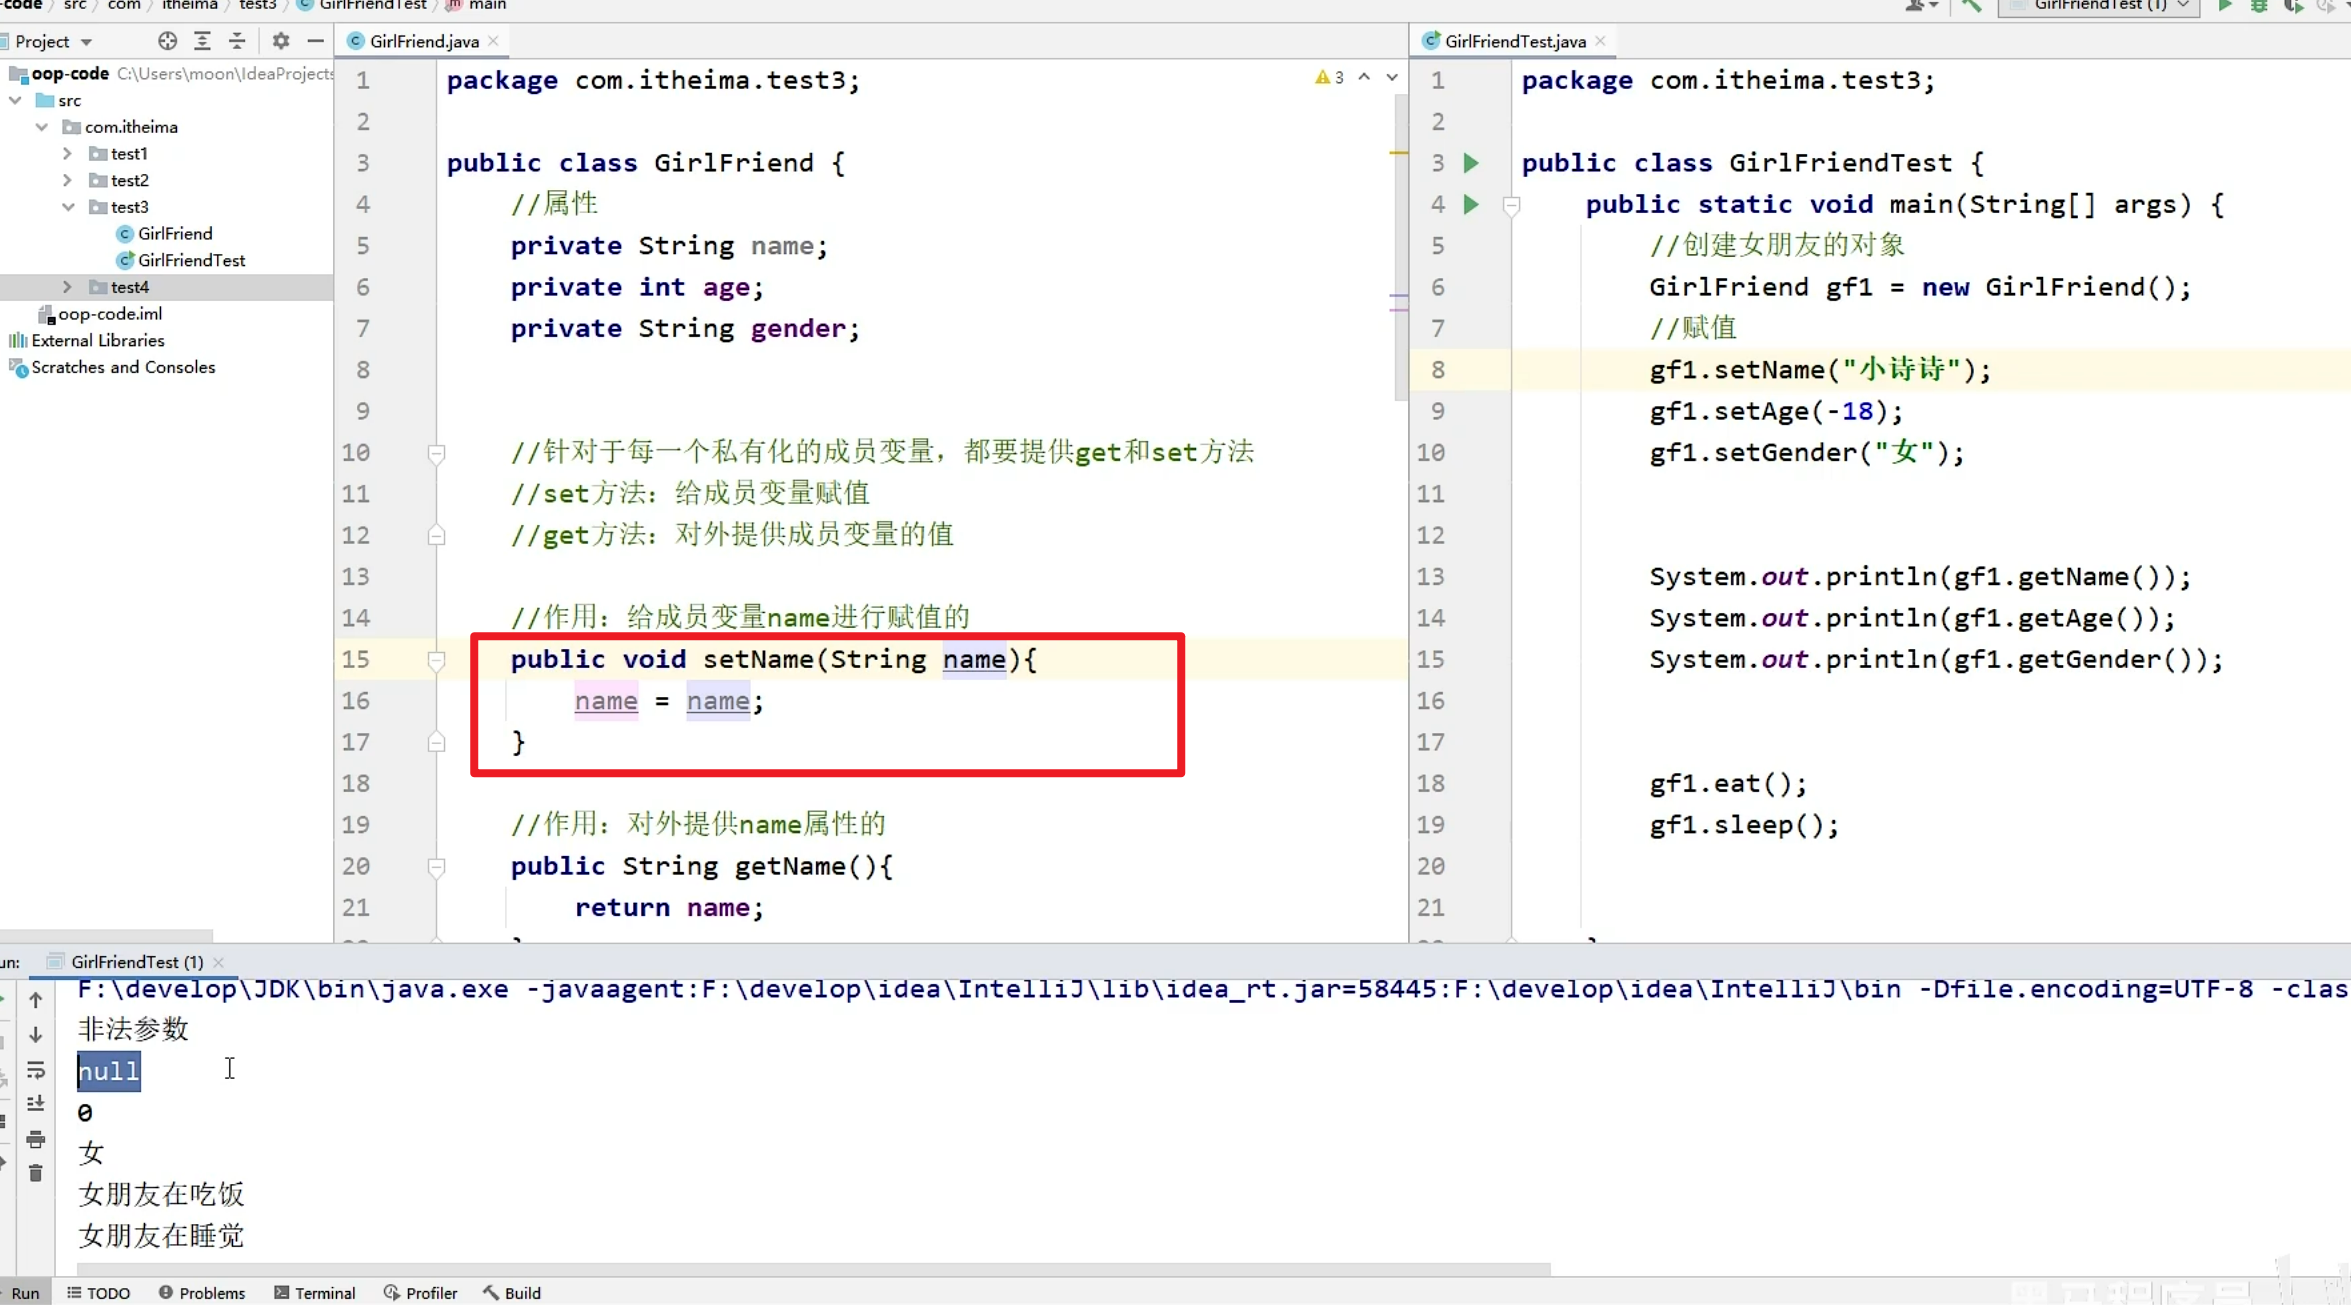 -code src com itheima test3 GirlFriendTest main
GirlFriendTest (1)
Project
oop-code C:\Users\moon\IdeaProjects
src
com.itheima
test1
test2
test3
GirlFriend
GirlFriendTest
test4
oop-code.iml
External Libraries
Scratches and Consoles
GirlFriend.java
3
1 package com.itheima.test3;
2
3 public class GirlFriend {
4 //属性
5 private String name;
6 private int age;
7 private String gender;
8
9
10 //针对于每一个私有化的成员变量，都要提供get和set方法
11 //set方法：给成员变量赋值
12 //get方法：对外提供成员变量的值
13
14 //作用：给成员变量name进行赋值的
15 public void setName(String name){
16 name = name;
17 }
18
19 //作用：对外提供name属性的
20 public String getName(){
21 return name;
GirlFriendTest.java
1 package com.itheima.test3;
2
3 public class GirlFriendTest {
4 public static void main(String[] args) {
5 //创建女朋友的对象
6 GirlFriend gf1 = new GirlFriend();
7 //赋值
8 gf1.setName("小诗诗");
9 gf1.setAge(-18);
10 gf1.setGender("女");
11
12
13 System.out.println(gf1.getName());
14 System.out.println(gf1.getAge());
15 System.out.println(gf1.getGender());
16
17
18 gf1.eat();
19 gf1.sleep();
20
21
un: GirlFriendTest (1)
F:\develop\JDK\bin\java.exe -javaagent:F:\develop\idea\IntelliJ\lib\idea_rt.jar=58445:F:\develop\idea\IntelliJ\bin -Dfile.encoding=UTF-8 -clas
非法参数
null
0
女
女朋友在吃饭
女朋友在睡觉
Run TODO Problems Terminal Profiler Build